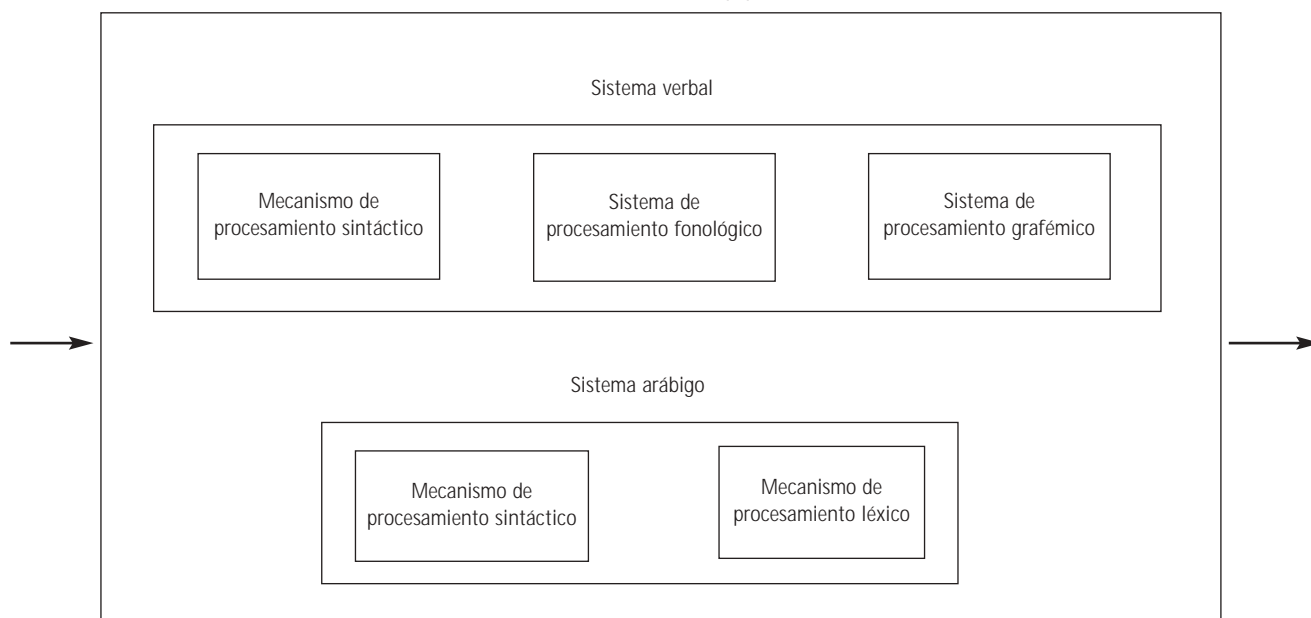 Sistema verbal
Mecanismo de
procesamiento sintáctico
Sistema de
procesamiento fonológico
Sistema de
procesamiento grafémico
Sistema arábigo
Mecanismo de
procesamiento sintáctico
Mecanismo de
procesamiento léxico